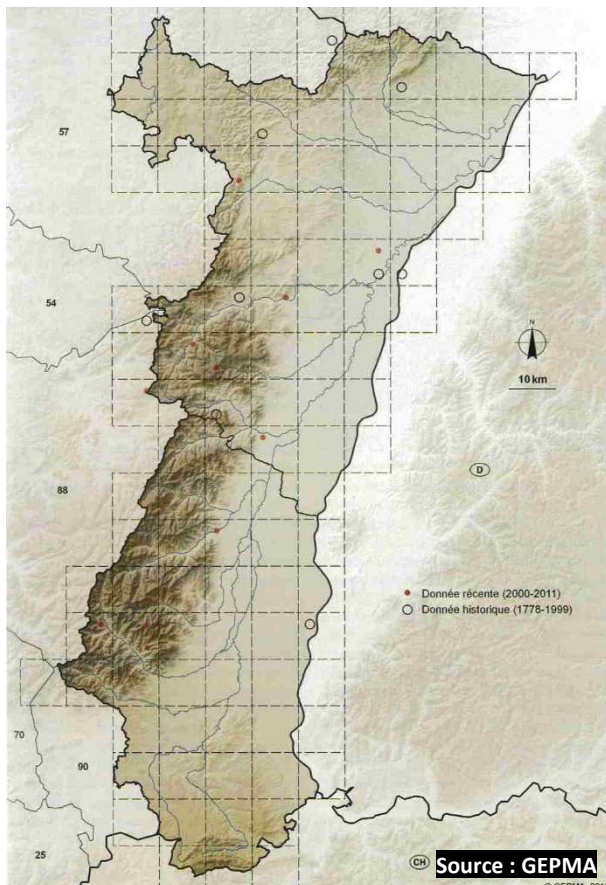 57
54
N
10 km
D
88
Donnée récente (2000-2011)
Donnée historique (1778-1999)
70
90
25
CH
Source : GEPMA